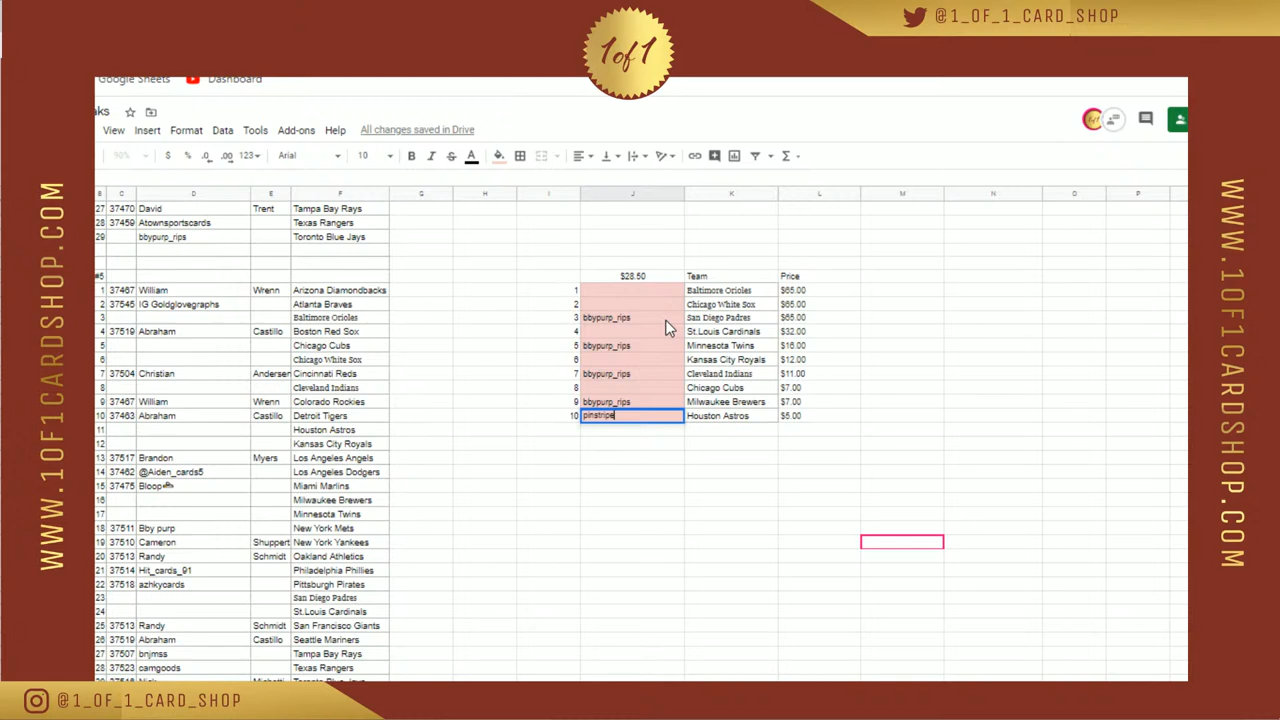 @1_OF_1_CARD_SHOP
1of1
Google Sheets Dashboard
aks
View Insert Format Data Tools Add-ons Help All changes saved in Drive
90% $ % .0 .00 123 Arial 10 B I S A
B C D E F G H I J K L M N O P
27 37470 David Trent Tampa Bay Rays
28 37459 Atownsportscards Texas Rangers
29 bbypurp_rips Toronto Blue Jays
#5 $28.50 Team Price
1 37467 William Wrenn Arizona Diamondbacks 1 Baltimore Orioles $65.00
2 37545 IG Goldglovegraphs Atlanta Braves 2 Chicago White Sox $65.00
3 Baltimore Orioles 3 bbypurp_rips San Diego Padres $65.00
4 37519 Abraham Castillo Boston Red Sox 4 St.Louis Cardinals $32.00
5 Chicago Cubs 5 bbypurp_rips Minnesota Twins $16.00
6 Chicago White Sox 6 Kansas City Royals $12.00
7 37504 Christian Andersen Cincinnati Reds 7 bbypurp_rips Cleveland Indians $11.00
8 Cleveland Indians 8 Chicago Cubs $7.00
9 37467 William Wrenn Colorado Rockies 9 bbypurp_rips Milwaukee Brewers $7.00
10 37463 Abraham Castillo Detroit Tigers 10 pinstripe Houston Astros $5.00
11 Houston Astros
12 Kansas City Royals
13 37517 Brandon Myers Los Angeles Angels
14 37462 @Aiden_cards5 Los Angeles Dodgers
15 37475 Bloop Miami Marlins
16 Milwaukee Brewers
17 Minnesota Twins
18 37511 Bby purp New York Mets
19 37510 Cameron Shuppert New York Yankees
20 37513 Randy Schmidt Oakland Athletics
21 37514 Hit_cards_91 Philadelphia Phillies
22 37518 azhkycards Pittsburgh Pirates
23 San Diego Padres
24 St.Louis Cardinals
25 37513 Randy Schmidt San Francisco Giants
26 37519 Abraham Castillo Seattle Mariners
27 37507 bnjmss Tampa Bay Rays
28 37523 camgoods Texas Rangers
WWW.1OF1CARDSHOP.COM
WWW.1OF1CARDSHOP.COM
@1_OF_1_CARD_SHOP